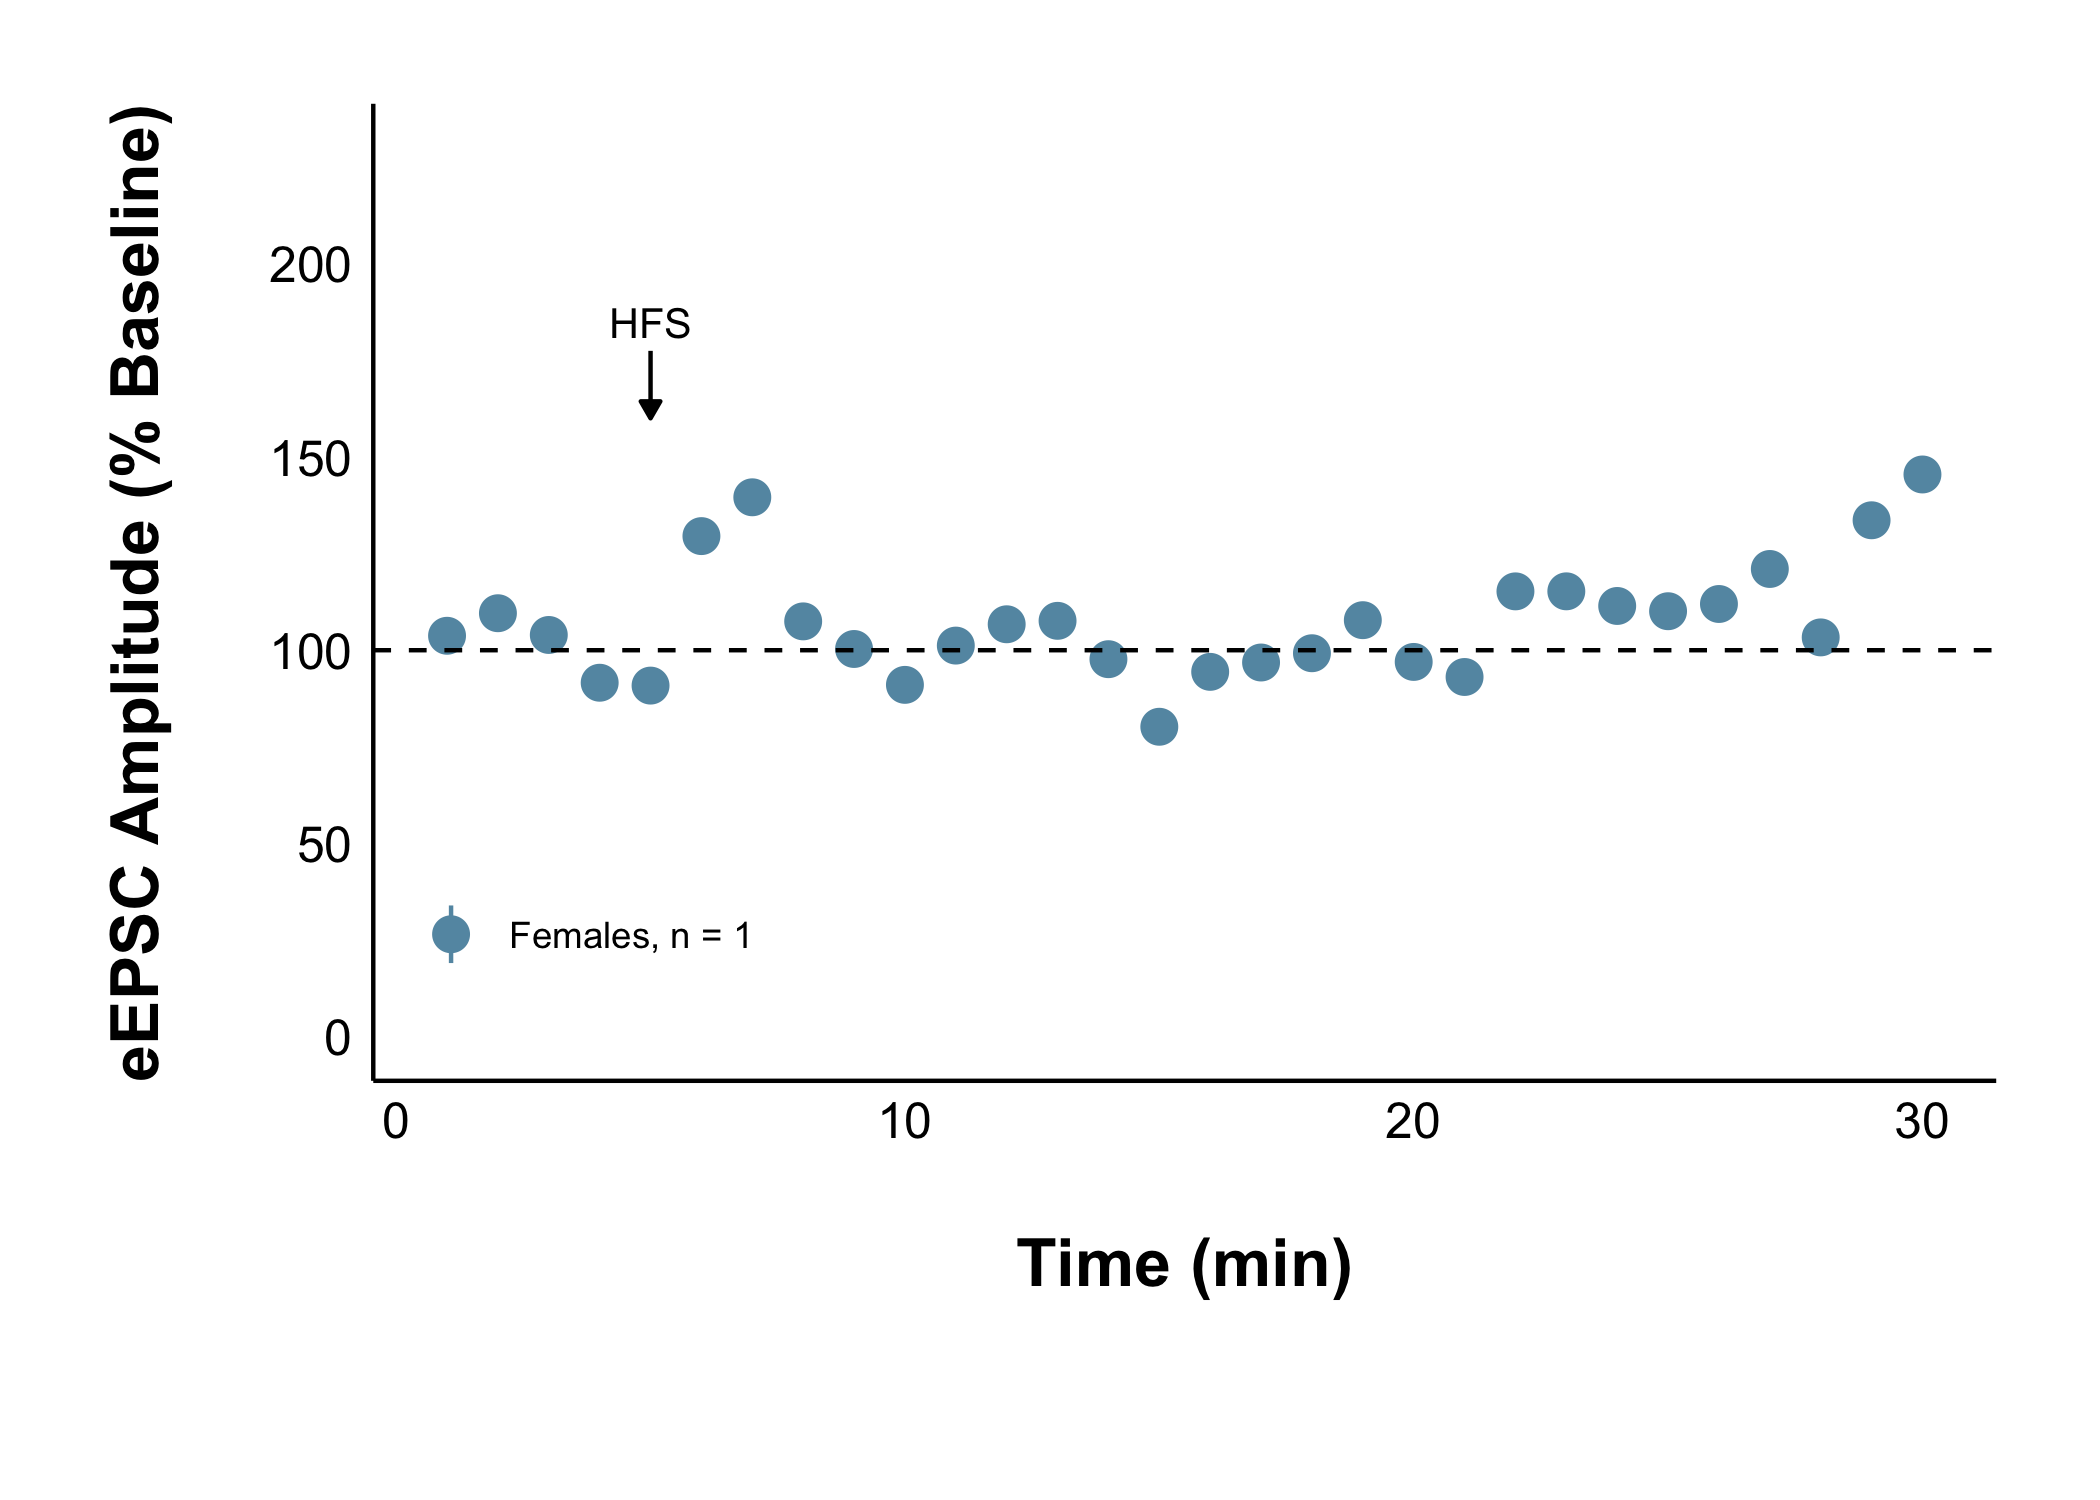 eEPSC Amplitude (% Baseline)
200
150
100
50
0
HFS
Females, n = 1
0 10 20 30
Time (min)